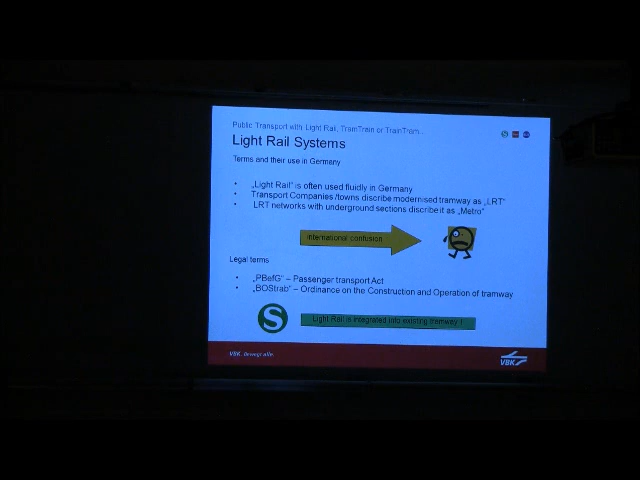 Public Transport with Light Rail, TramTrain or TrainTram...
Light Rail Systems
Terms and their use in Germany
• „Light Rail“ is often used fluidly in Germany
• Transport Companies /towns discribe modernised tramway as „LRT“
• LRT networks with underground sections discribe it as „Metro“
International confusion
Legal terms
• „PBefG“ – Passenger transport Act
• „BOStrab“ – Ordinance on the Construction and Operation of tramway
S
Light Rail is integrated into existing tramway !
VBK. Bewegt alle.
VBK